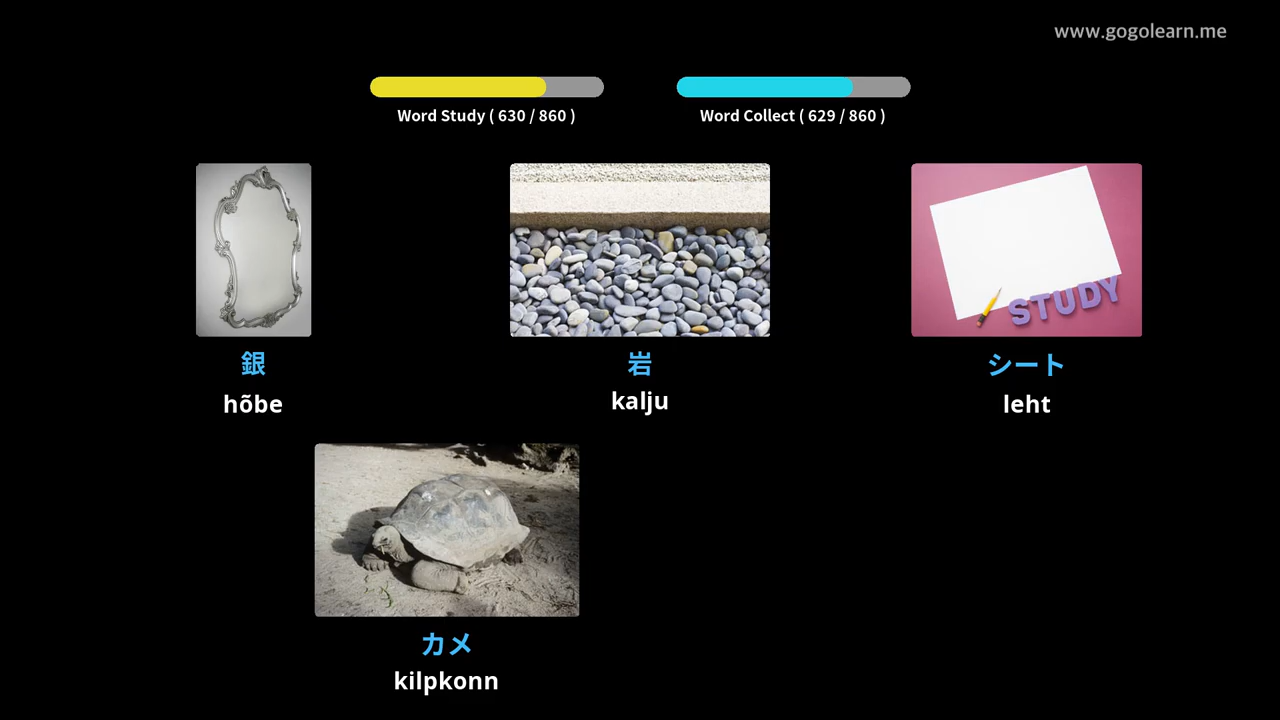 www.gogolearn.me
Word Study ( 630 / 860 )
Word Collect ( 629 / 860 )
STUDY
銀
hõbe
岩
kalju
シート
leht
カメ
kilpkonn